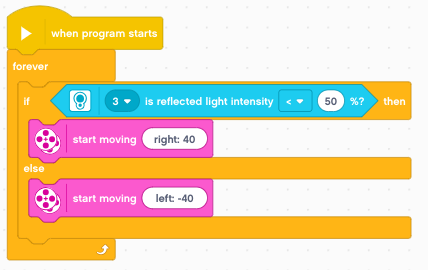 when program starts
forever
if 3 is reflected light intensity < 50 %? then
start moving right: 40
else
start moving left: -40